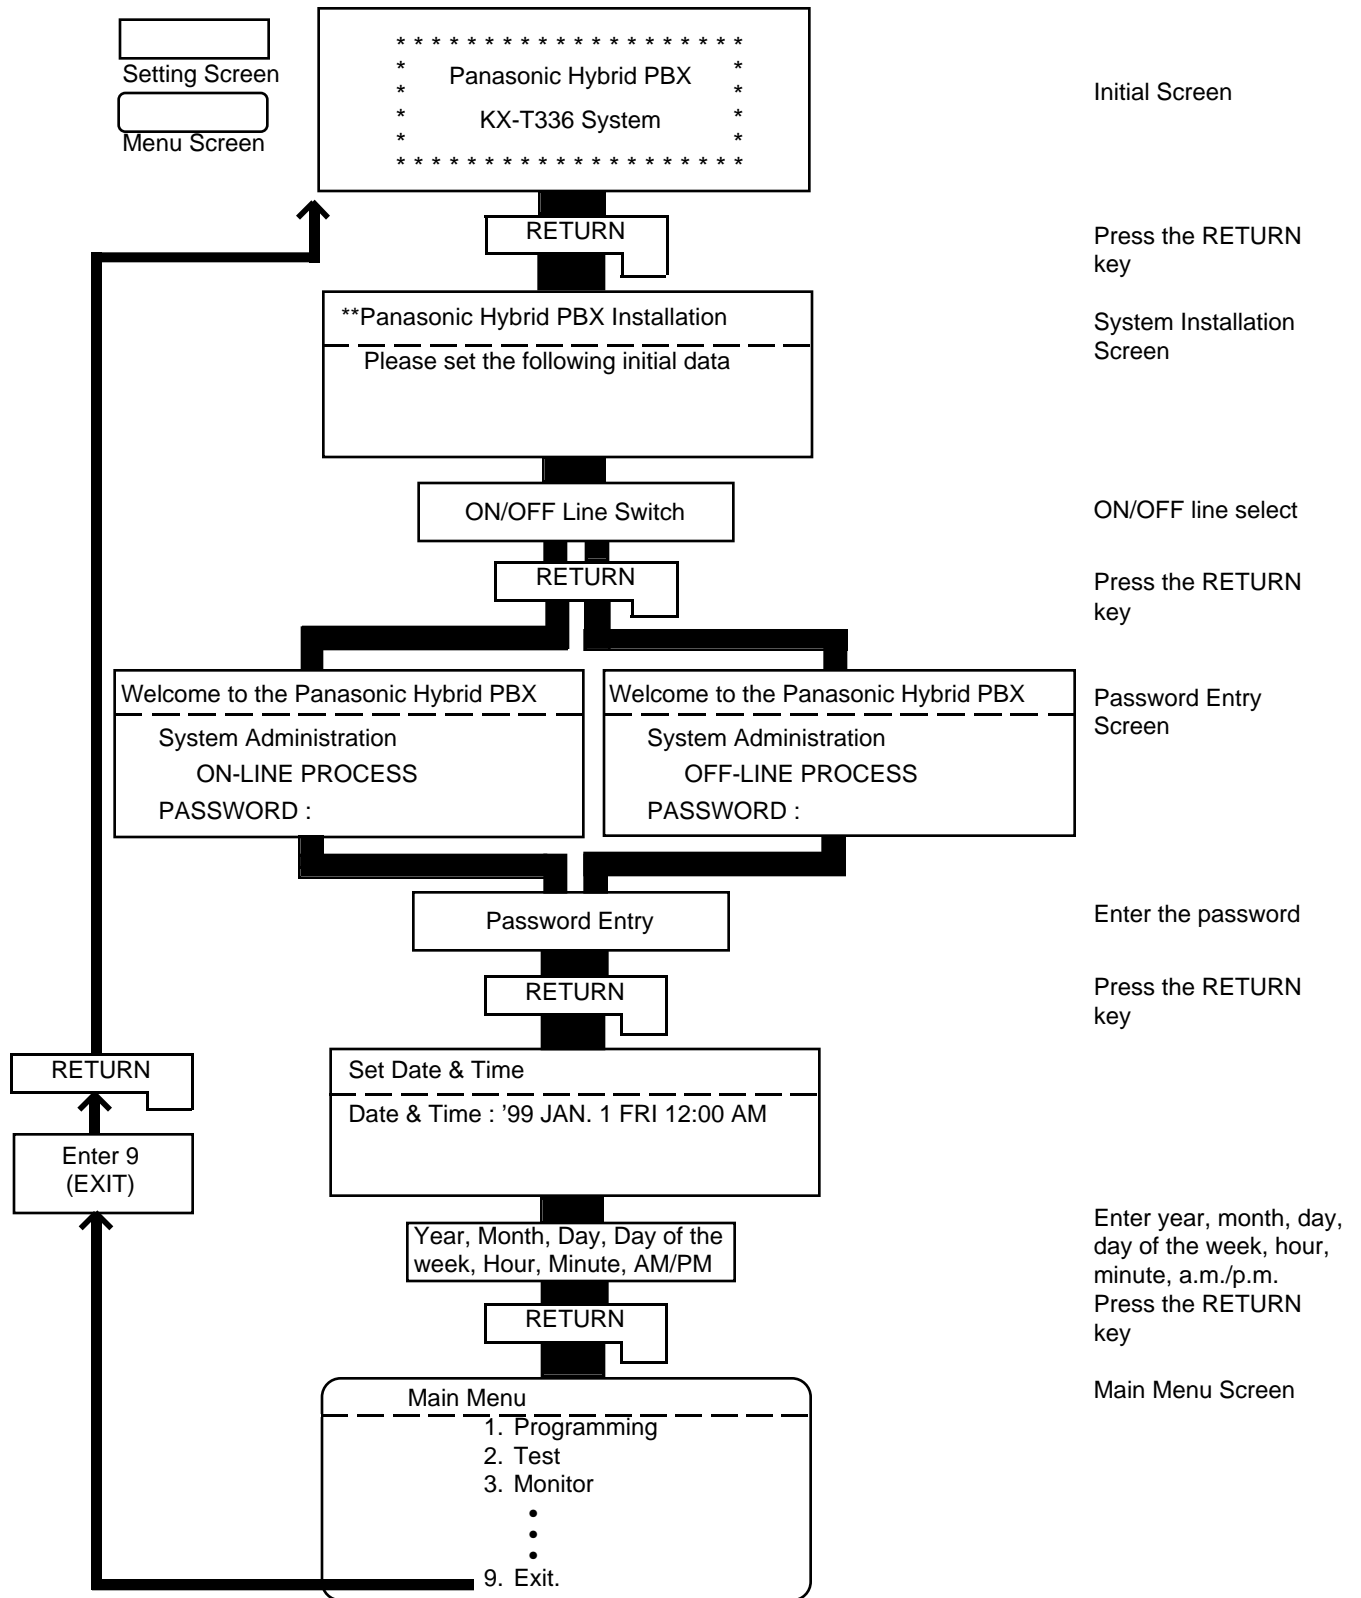 Setting Screen
Menu Screen
* * * * * * * * * * * * * * * * * * * *
* Panasonic Hybrid PBX *
*
*
* KX-T336 System *
* *
* * * * * * * * * * * * * * * * * * * *
Initial Screen
RETURN
Press the RETURN
key
**Panasonic Hybrid PBX Installation
Please set the following initial data
System Installation
Screen
ON/OFF Line Switch
ON/OFF line select
RETURN
Press the RETURN
key
Welcome to the Panasonic Hybrid PBX
System Administration
ON-LINE PROCESS
PASSWORD :
Welcome to the Panasonic Hybrid PBX
System Administration
OFF-LINE PROCESS
PASSWORD :
Password Entry
Screen
Password Entry
Enter the password
RETURN
Press the RETURN
key
Set Date & Time
Date & Time : ’99 JAN. 1 FRI 12:00 AM
RETURN
Enter 9
(EXIT)
Year, Month, Day, Day of the
week, Hour, Minute, AM/PM
Enter year, month, day,
day of the week, hour,
minute, a.m./p.m.
RETURN
Press the RETURN
key
Main Menu
1. Programming
2. Test
3. Monitor
•
•
•
9. Exit.
Main Menu Screen